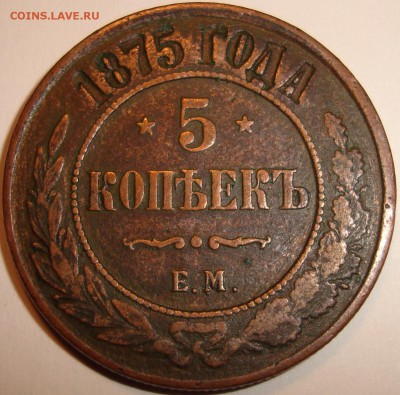 COINS.LAVE.RU
1875 ГОДА
5
КОПѢЕКЪ
Е.М.